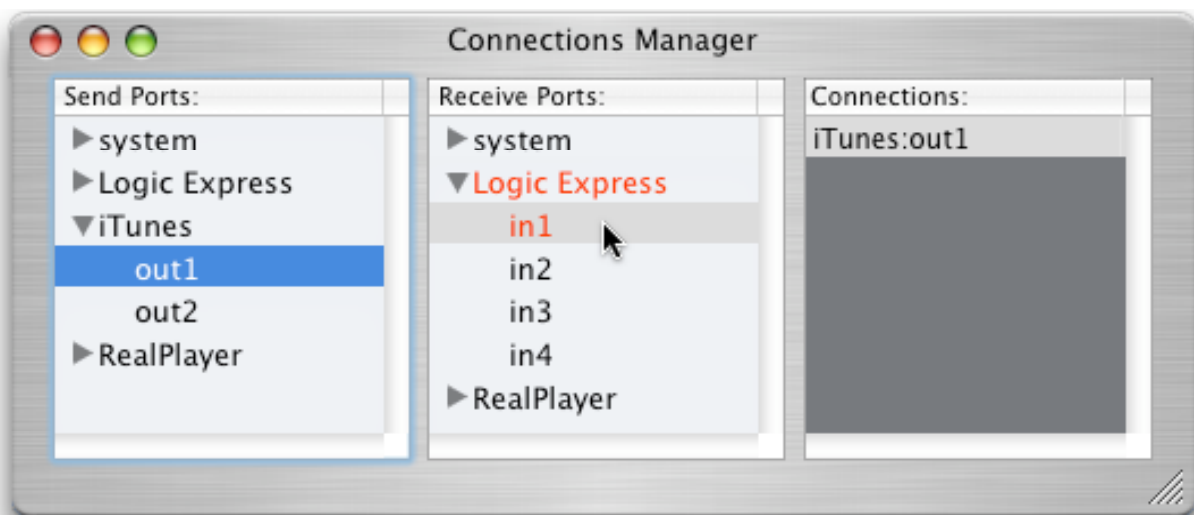 Connections Manager
Send Ports:
system
Logic Express
iTunes
out1
out2
RealPlayer
Receive Ports:
system
Logic Express
in1
in2
in3
in4
RealPlayer
Connections:
iTunes:out1